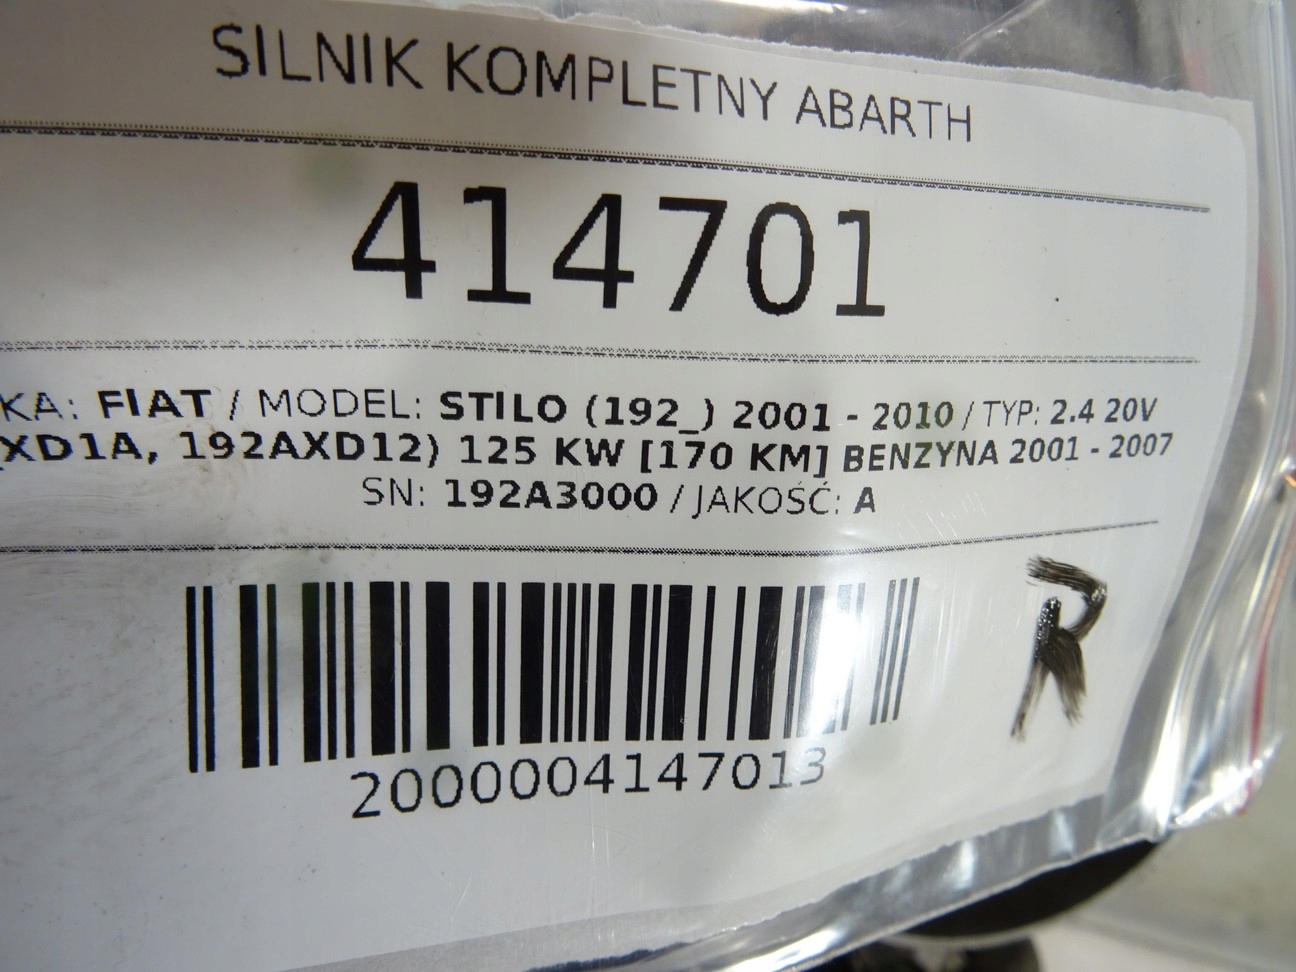 SILNIK KOMPLETNY ABARTH
414701
KA: FIAT / MODEL: STILO (192_) 2001 - 2010 / TYP: 2.4 20V
XD1A, 192AXD12) 125 KW [170 KM] BENZYNA 2001 - 2007
SN: 192A3000 / JAKOŚĆ: A
R
2000004147013